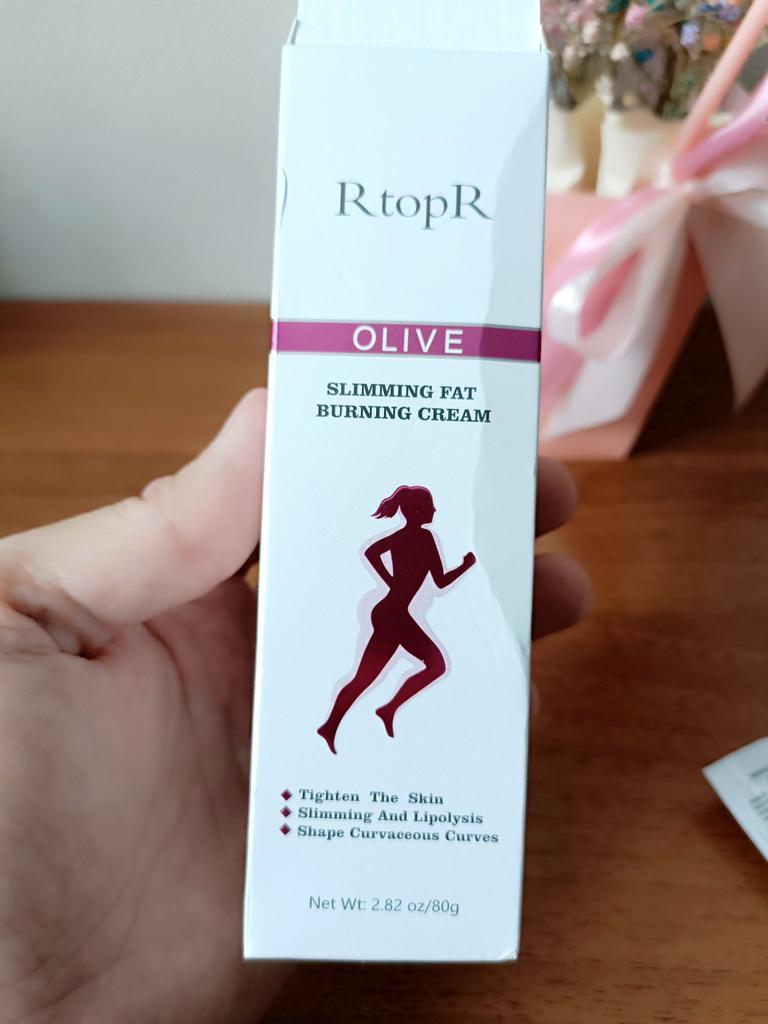 RtopR
OLIVE
SLIMMING FAT
BURNING CREAM
Tighten The Skin
Slimming And Lipolysis
Shape Curvaceous Curves
Net Wt: 2.82 oz/80g